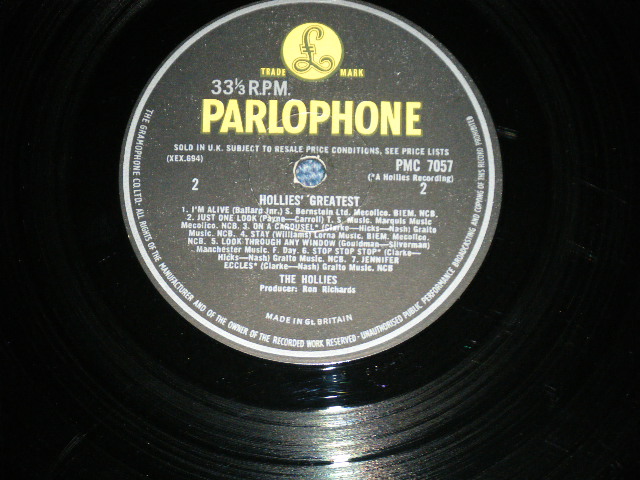 £
TRADE MARK
33⅓ R.P.M.
PARLOPHONE
SOLD IN U.K. SUBJECT TO RESALE PRICE CONDITIONS, SEE PRICE LISTS
(XEX.694)
PMC 7057
(*A Hollies Recording)
2
2
HOLLIES' GREATEST
1. I'M ALIVE (Ballard Jnr.) S. Bernstein Ltd. Mecolico. BIEM. NCB.
2. JUST ONE LOOK (Payne—Carroll) T. S. Music. Marquis Music
Mecolico. NCB. 3. ON A CAROUSEL* (Clarke—Hicks—Nash) Gralto
Music. NCB. 4. STAY (Williams) Lorna Music. BIEM. Mecolico.
NCB. 5. LOOK THROUGH ANY WINDOW (Gouldman—Silverman)
Manchester Music. F. Day. 6. STOP STOP STOP* (Clarke—
Hicks—Nash) Gralto Music. NCB. 7. JENNIFER
ECCLES* (Clarke—Nash) Gralto Music. NCB
THE HOLLIES
Producer: Ron Richards
MADE IN GT. BRITAIN
THE GRAMOPHONE CO LTD · ALL RIGHTS OF THE MANUFACTURER AND OF THE OWNER OF THE RECORDED WORK RESERVED — UNAUTHORISED PUBLIC PERFORMANCE BROADCASTING AND COPYING OF THIS RECORD PROHIBITED